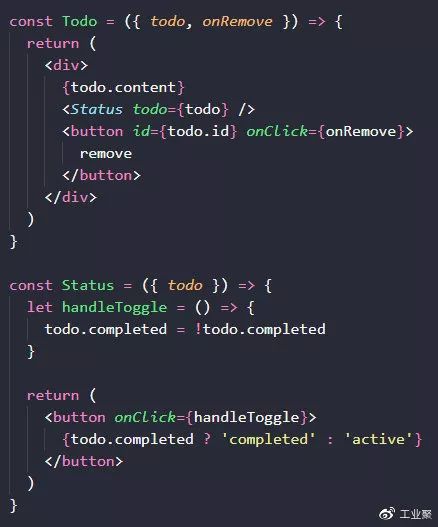 const Todo = ({ todo, onRemove }) => {
  return (
    <div>
      {todo.content}
      <Status todo={todo} />
      <button id={todo.id} onClick={onRemove}>
        remove
      </button>
    </div>
  )
}

const Status = ({ todo }) => {
  let handleToggle = () => {
    todo.completed = !todo.completed
  }

  return (
    <button onClick={handleToggle}>
      {todo.completed ? 'completed' : 'active'}
    </button>
  )
}
工业聚